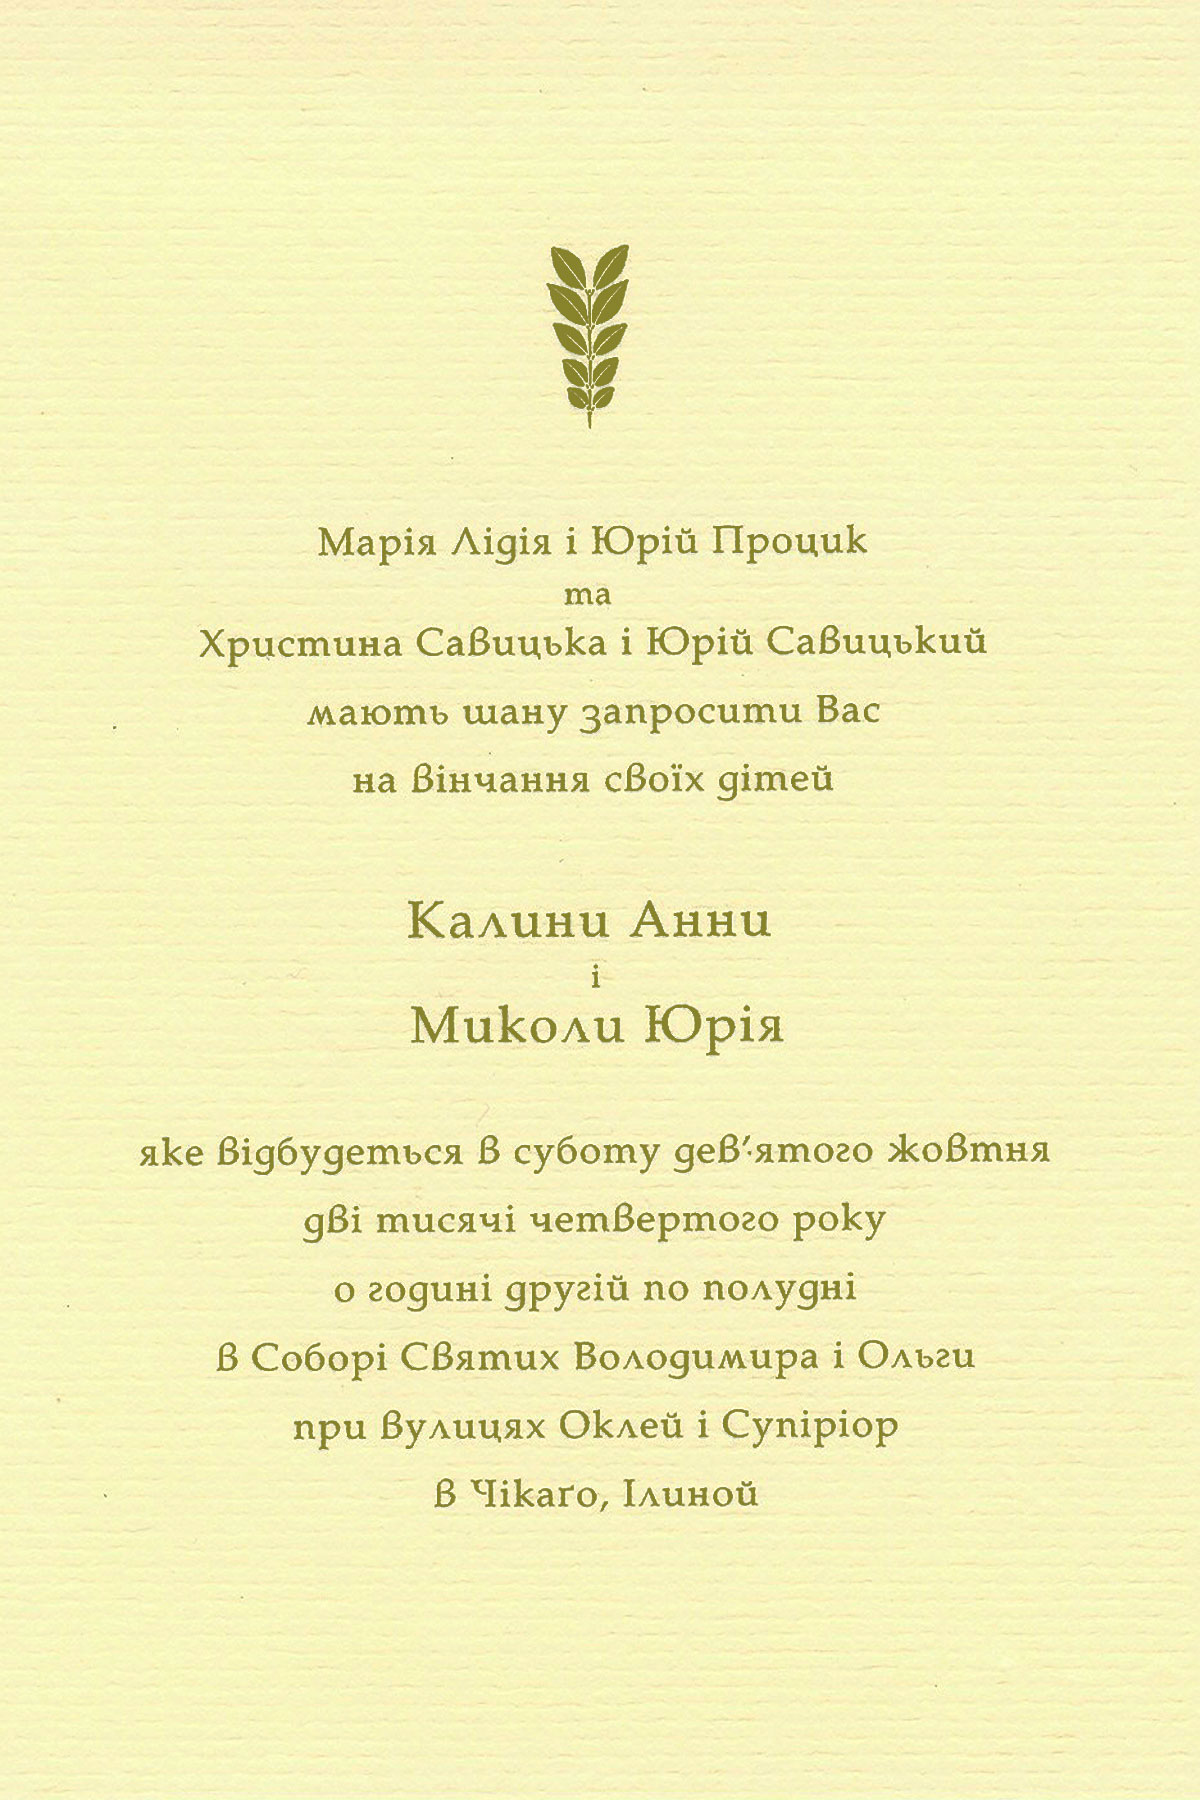 Марія Лідія і Юрій Процик
та
Христина Савицька і Юрій Савицький
мають шану запросити Вас
на вінчання своїх дітей
Калини Анни
і
Миколи Юрія
яке відбудеться в суботу дев'ятого жовтня
дві тисячі четвертого року
о годині другій по полудні
в Соборі Святих Володимира і Ольги
при вулицях Оклей і Супіріор
в Чікаґо, Ілиной